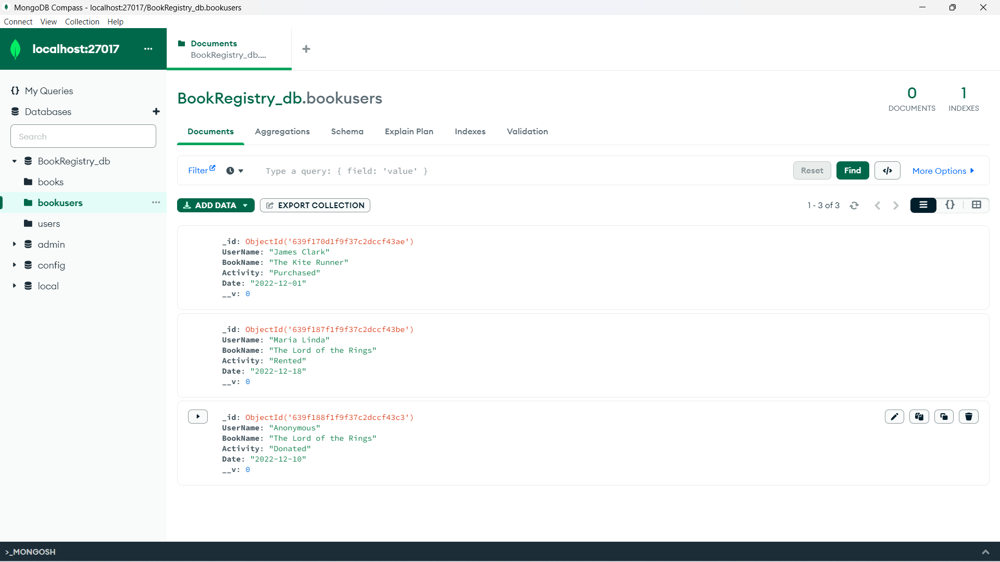 MongoDB Compass - localhost:27017/BookRegistry_db.bookusers
Connect View Collection Help
localhost:27017 ...
Documents
BookRegistry_db....
+
{} My Queries
Databases +
Search
BookRegistry_db
books
bookusers ...
users
admin
config
local
BookRegistry_db.bookusers
0
DOCUMENTS
1
INDEXES
Documents Aggregations Schema Explain Plan Indexes Validation
Filter Type a query: { field: 'value' } Reset Find </> More Options
ADD DATA EXPORT COLLECTION 1 - 3 of 3 {}
_id: ObjectId('639f170d1f9f37c2dccf43ae')
UserName: "James Clark"
BookName: "The Kite Runner"
Activity: "Purchased"
Date: "2022-12-01"
__v: 0
_id: ObjectId('639f187f1f9f37c2dccf43be')
UserName: "Maria Linda"
BookName: "The Lord of the Rings"
Activity: "Rented"
Date: "2022-12-18"
__v: 0
_id: ObjectId('639f188f1f9f37c2dccf43c3')
UserName: "Anonymous"
BookName: "The Lord of the Rings"
Activity: "Donated"
Date: "2022-12-10"
__v: 0
>_MONGOSH